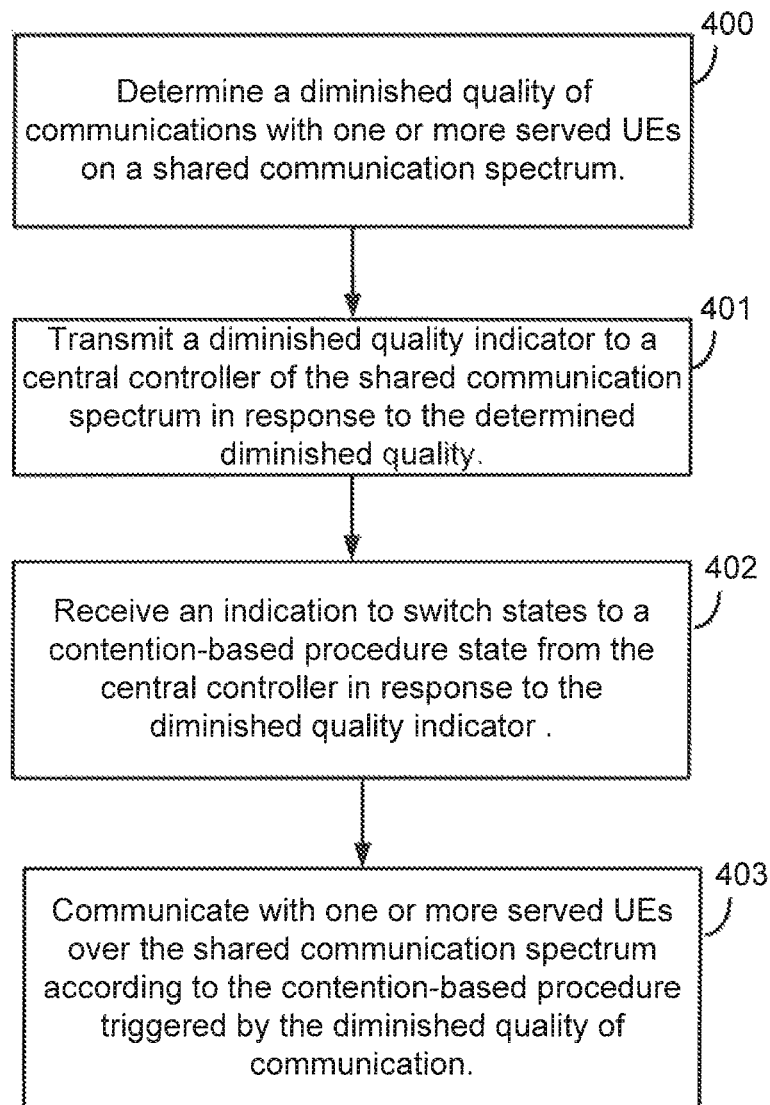 400
Determine a diminished quality of
communications with one or more served UEs
on a shared communication spectrum.
401
Transmit a diminished quality indicator to a
central controller of the shared communication
spectrum in response to the determined
diminished quality.
402
Receive an indication to switch states to a
contention-based procedure state from the
central controller in response to the
diminished quality indicator .
403
Communicate with one or more served UEs
over the shared communication spectrum
according to the contention-based procedure
triggered by the diminished quality of
communication.